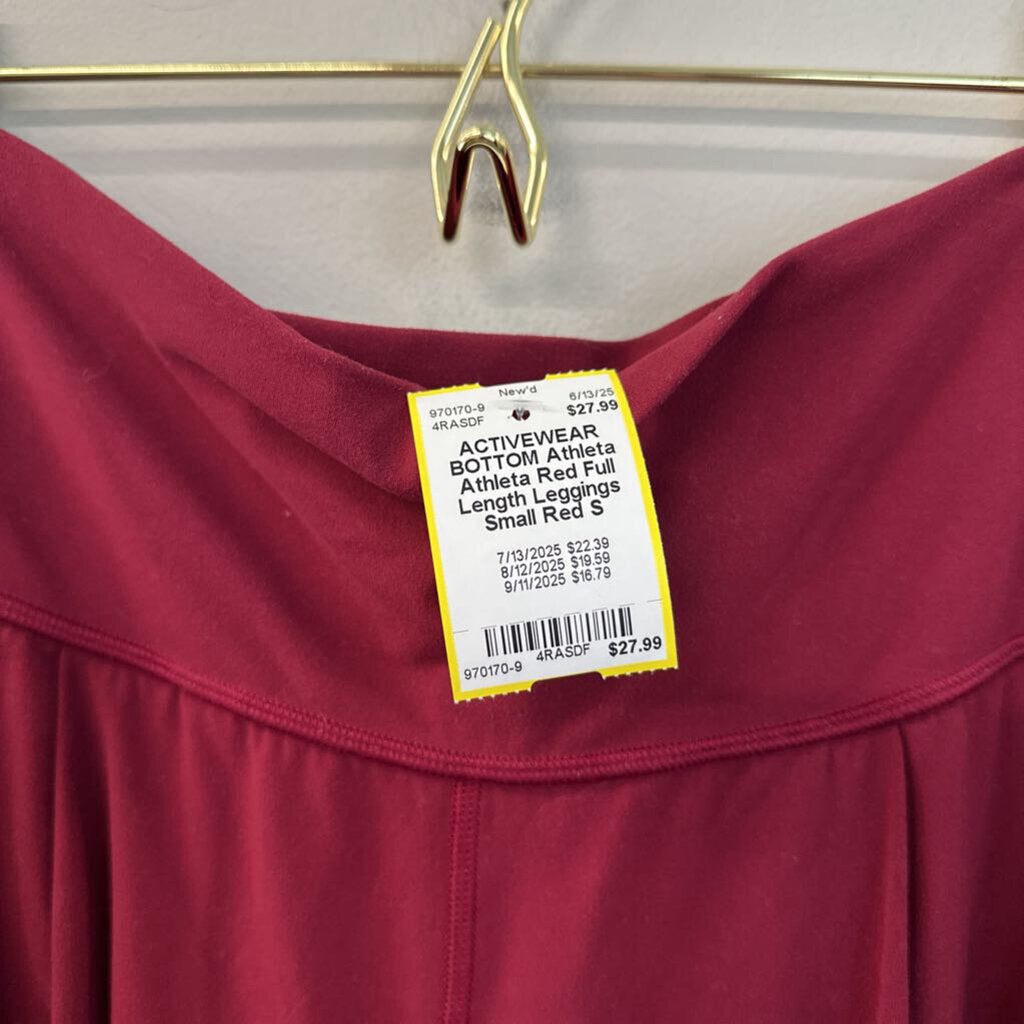 New'd
970170-9 6/13/25
4RASDF $27.99
ACTIVEWEAR
BOTTOM Athleta
Athleta Red Full
Length Leggings
Small Red S
7/13/2025 $22.39
8/12/2025 $19.59
9/11/2025 $16.79
970170-9 4RASDF $27.99